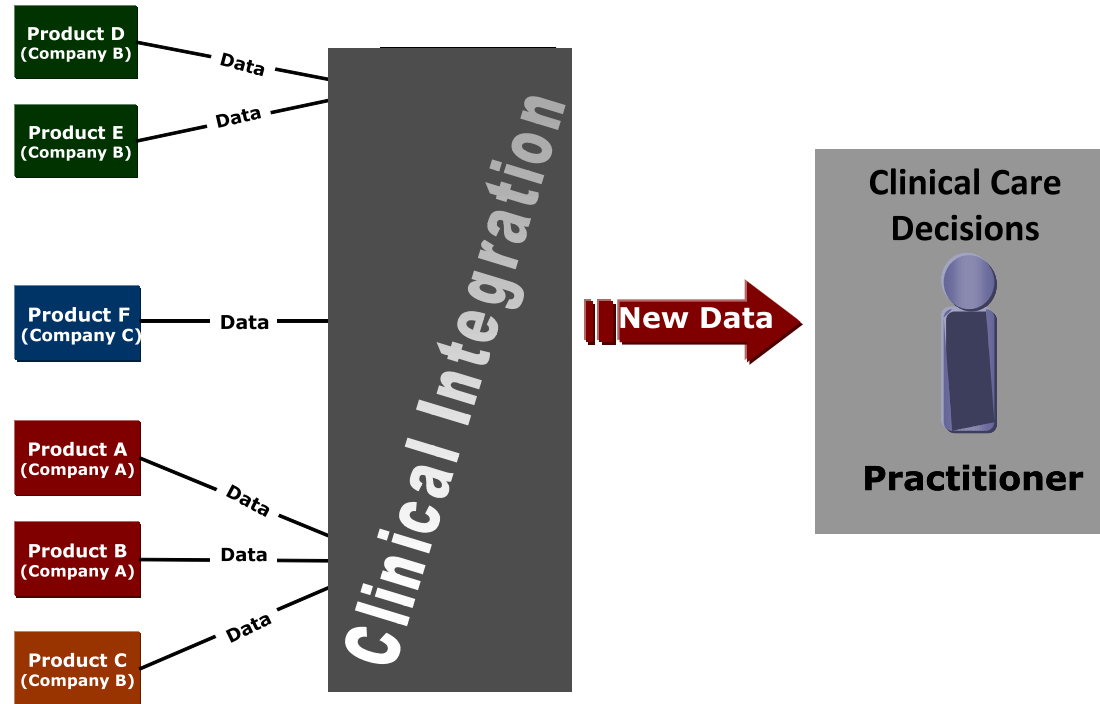 Product D
(Company B)
Data
Product E
(Company B)
Data
Product F
(Company C)
Data
Product A
(Company A)
Data
Product B
(Company A)
Data
Product C
(Company B)
Data
Clinical Integration
New Data
Clinical Care
Decisions
Practitioner